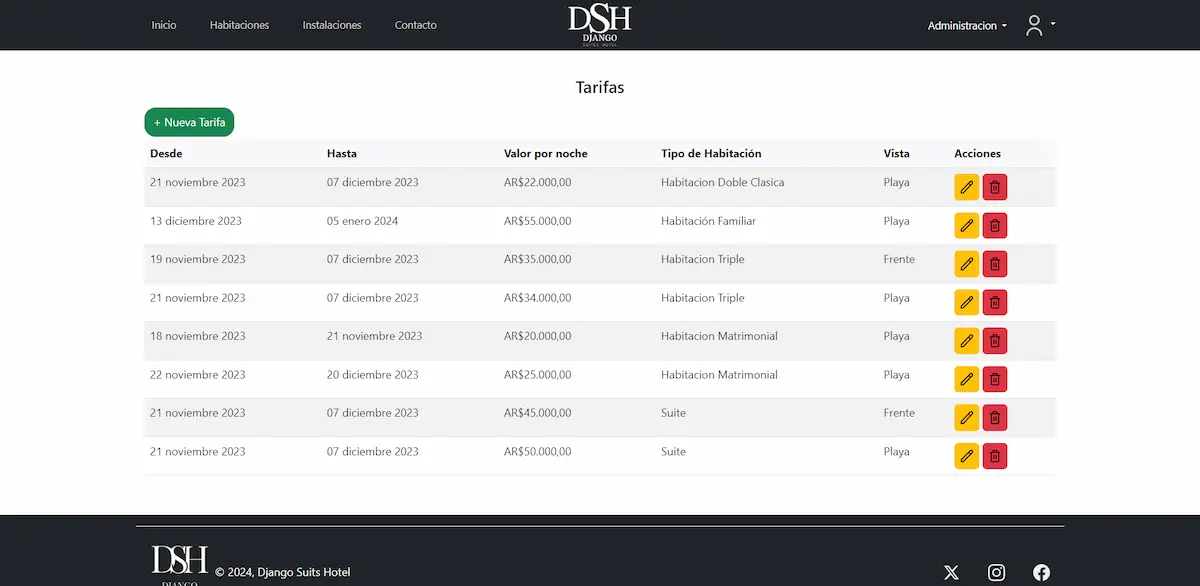 Inicio Habitaciones Instalaciones Contacto DSH Administracion
DJANGO
SUITES HOTEL
Tarifas
+ Nueva Tarifa
Desde Hasta Valor por noche Tipo de Habitación Vista Acciones
21 noviembre 2023 07 diciembre 2023 AR$22.000,00 Habitacion Doble Clasica Playa
13 diciembre 2023 05 enero 2024 AR$55.000,00 Habitación Familiar Playa
19 noviembre 2023 07 diciembre 2023 AR$35.000,00 Habitacion Triple Frente
21 noviembre 2023 07 diciembre 2023 AR$34.000,00 Habitacion Triple Playa
18 noviembre 2023 21 noviembre 2023 AR$20.000,00 Habitacion Matrimonial Playa
22 noviembre 2023 20 diciembre 2023 AR$25.000,00 Habitacion Matrimonial Playa
21 noviembre 2023 07 diciembre 2023 AR$45.000,00 Suite Frente
21 noviembre 2023 07 diciembre 2023 AR$50.000,00 Suite Playa
DSH © 2024, Django Suits Hotel
DJANGO